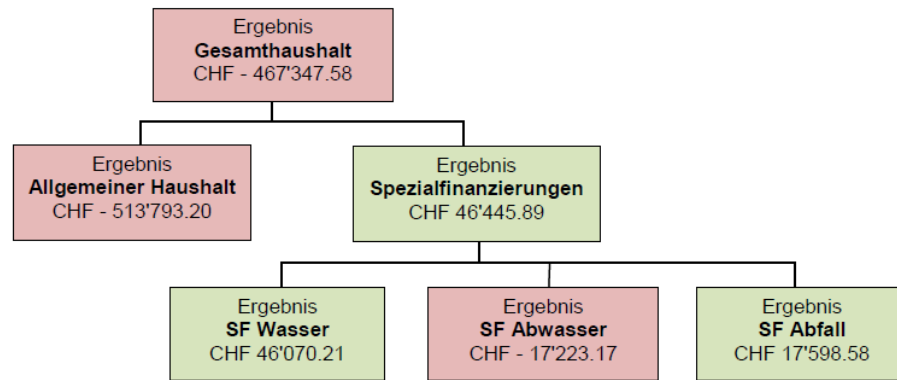 Ergebnis
Gesamthaushalt
CHF - 467'347.58
Ergebnis
Allgemeiner Haushalt
CHF - 513'793.20
Ergebnis
Spezialfinanzierungen
CHF 46'445.89
Ergebnis
SF Wasser
CHF 46'070.21
Ergebnis
SF Abwasser
CHF - 17'223.17
Ergebnis
SF Abfall
CHF 17'598.58